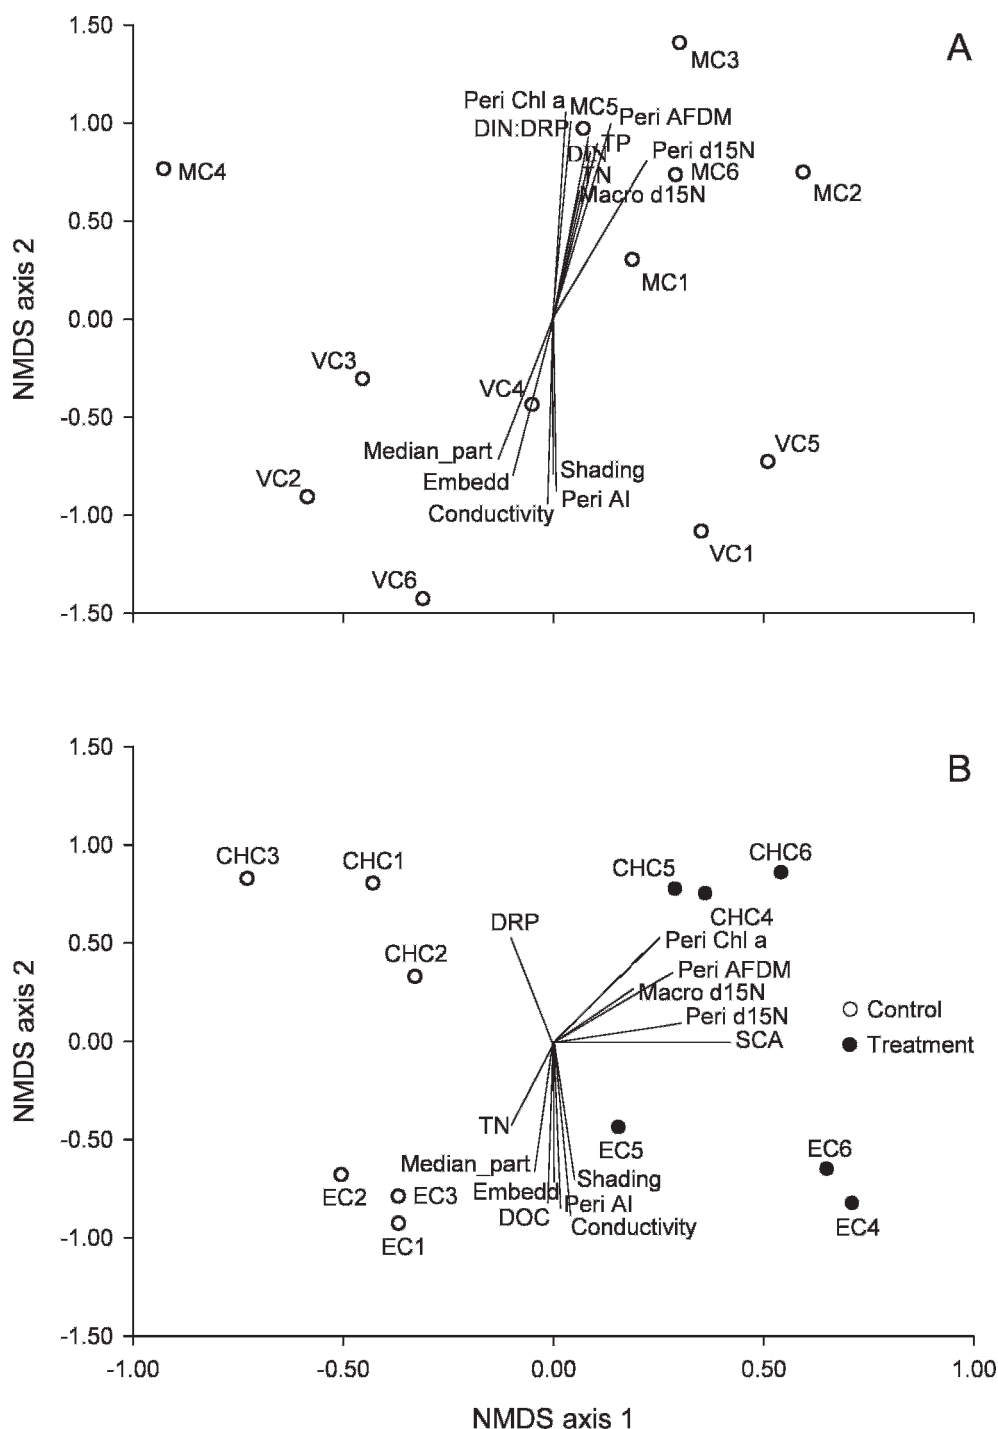 1.50
A
MC3
Peri Chl a
MC5
Peri AFDM
1.00
DIN:DRP
TP
DIN
Peri d15N
MC4
TN
MC6
MC2
Macro d15N
0.50
MC1
NMDS axis 2
0.00
VC3
VC4
-0.50
Median_part
VC5
Shading
VC2
Embedd
Peri Al
-1.00
Conductivity
VC1
VC6
-1.50
1.50
B
1.00
CHC3
CHC1
CHC5
CHC6
CHC4
DRP
0.50
Peri Chl a
CHC2
Peri AFDM
Macro d15N
Control
Peri d15N
NMDS axis 2
0.00
SCA
Treatment
TN
-0.50
EC5
EC6
Median_part
Shading
EC2
EC3
Embedd
Peri Al
DOC
Conductivity
EC4
-1.00
EC1
-1.50
-1.00 -0.50 0.00 0.50 1.00
NMDS axis 1